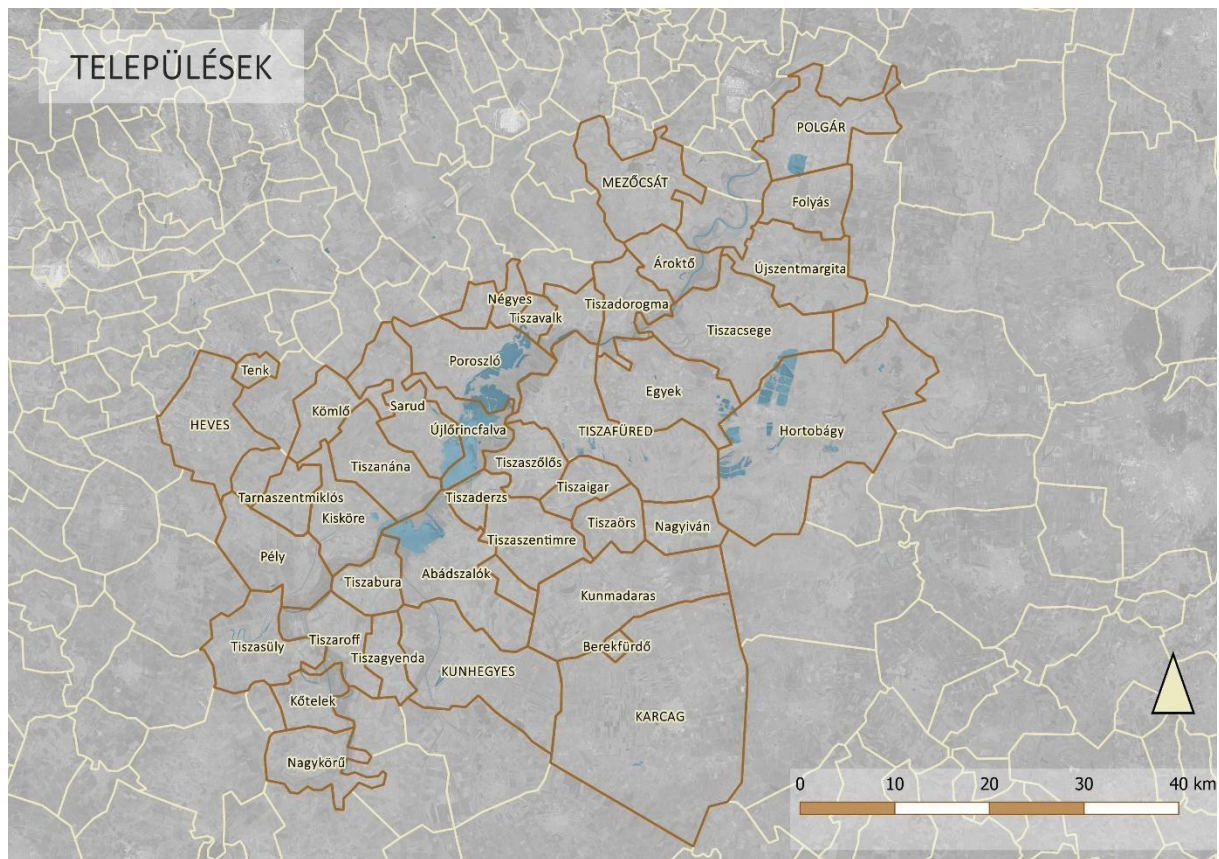 TELEPÜLÉSEK
POLGÁR
MEZŐCSÁT
Folyás
Ároktő
Újszentmargita
Négyes
Tiszadorogma
Tiszavalk
Tiszacsege
Poroszló
Tenk
Egyek
Sarud
Kömlő
HEVES
Újlőrincfalva
TISZAFÜRED
Hortobágy
Tiszanána
Tiszaszőlős
Tiszaigar
Tarnaszentmiklós
Tiszaderzs
Kisköre
Tiszaörs
Nagyiván
Tiszaszentimre
Pély
Abádszalók
Tiszabura
Kunmadaras
Tiszaroff
Tiszasüly
Berekfürdő
Tiszagyenda
KUNHEGYES
Kőtelek
KARCAG
Nagykörű
0 10 20 30 40 km